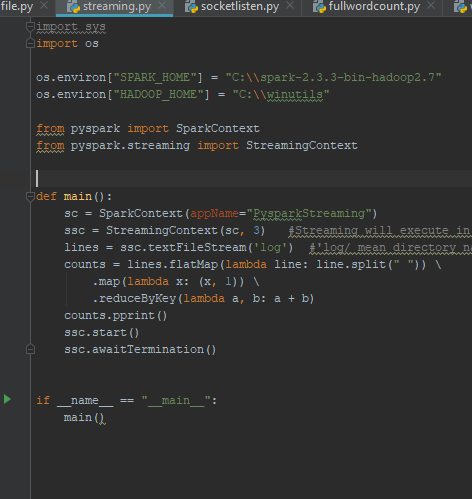 file.py streaming.py socketlisten.py fullwordcount.py
import sys
import os
os.environ["SPARK_HOME"] = "C:\\spark-2.3.3-bin-hadoop2.7"
os.environ["HADOOP_HOME"] = "C:\\winutils"
from pyspark import SparkContext
from pyspark.streaming import StreamingContext
def main():
sc = SparkContext(appName="PysparkStreaming")
ssc = StreamingContext(sc, 3) #Streaming will execute in
lines = ssc.textFileStream('log') #'log/ mean directory
counts = lines.flatMap(lambda line: line.split(" ")) \
.map(lambda x: (x, 1)) \
.reduceByKey(lambda a, b: a + b)
counts.pprint()
ssc.start()
ssc.awaitTermination()
if __name__ == "__main__":
main()